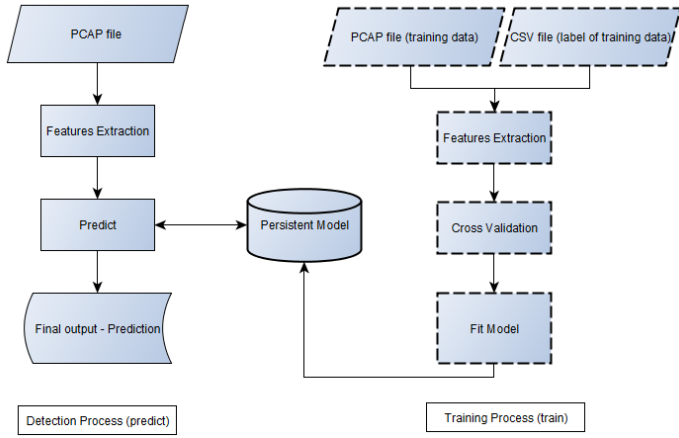 PCAP file
PCAP file (training data)
CSV file (label of training data)
Features Extraction
Features Extraction
Predict
Persistent Model
Cross Validation
Final output - Prediction
Fit Model
Detection Process (predict)
Training Process (train)